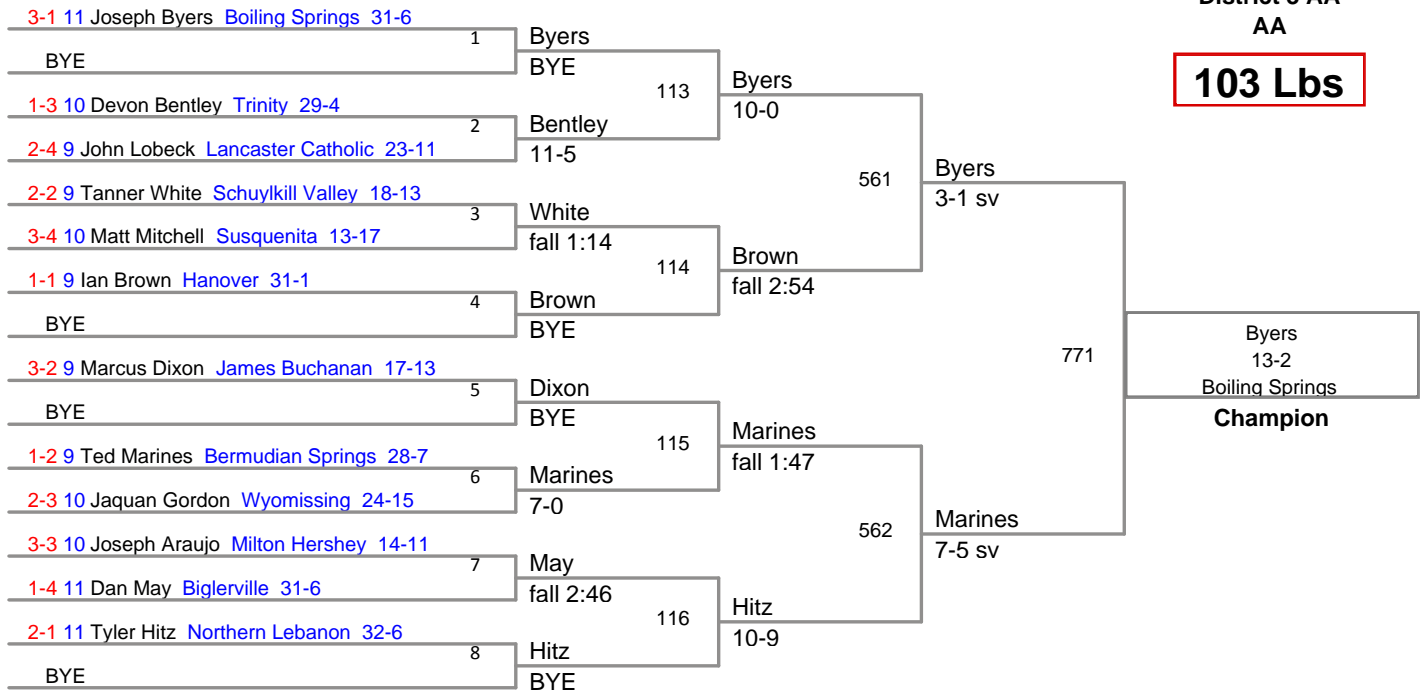 District 3 AA
AA
103 Lbs
3-1 11 Joseph Byers Boiling Springs 31-6
BYE
1-3 10 Devon Bentley Trinity 29-4
2-4 9 John Lobeck Lancaster Catholic 23-11
2-2 9 Tanner White Schuylkill Valley 18-13
3-4 10 Matt Mitchell Susquenita 13-17
1-1 9 Ian Brown Hanover 31-1
BYE
3-2 9 Marcus Dixon James Buchanan 17-13
BYE
1-2 9 Ted Marines Bermudian Springs 28-7
2-3 10 Jaquan Gordon Wyomissing 24-15
3-3 10 Joseph Araujo Milton Hershey 14-11
1-4 11 Dan May Biglerville 31-6
2-1 11 Tyler Hitz Northern Lebanon 32-6
BYE
1
Byers
BYE
2
Bentley
11-5
3
White
fall 1:14
4
Brown
BYE
5
Dixon
BYE
6
Marines
7-0
7
May
fall 2:46
8
Hitz
BYE
113
Byers
10-0
114
Brown
fall 2:54
115
Marines
fall 1:47
116
Hitz
10-9
561
Byers
3-1 sv
562
Marines
7-5 sv
771
Byers
13-2
Boiling Springs
Champion